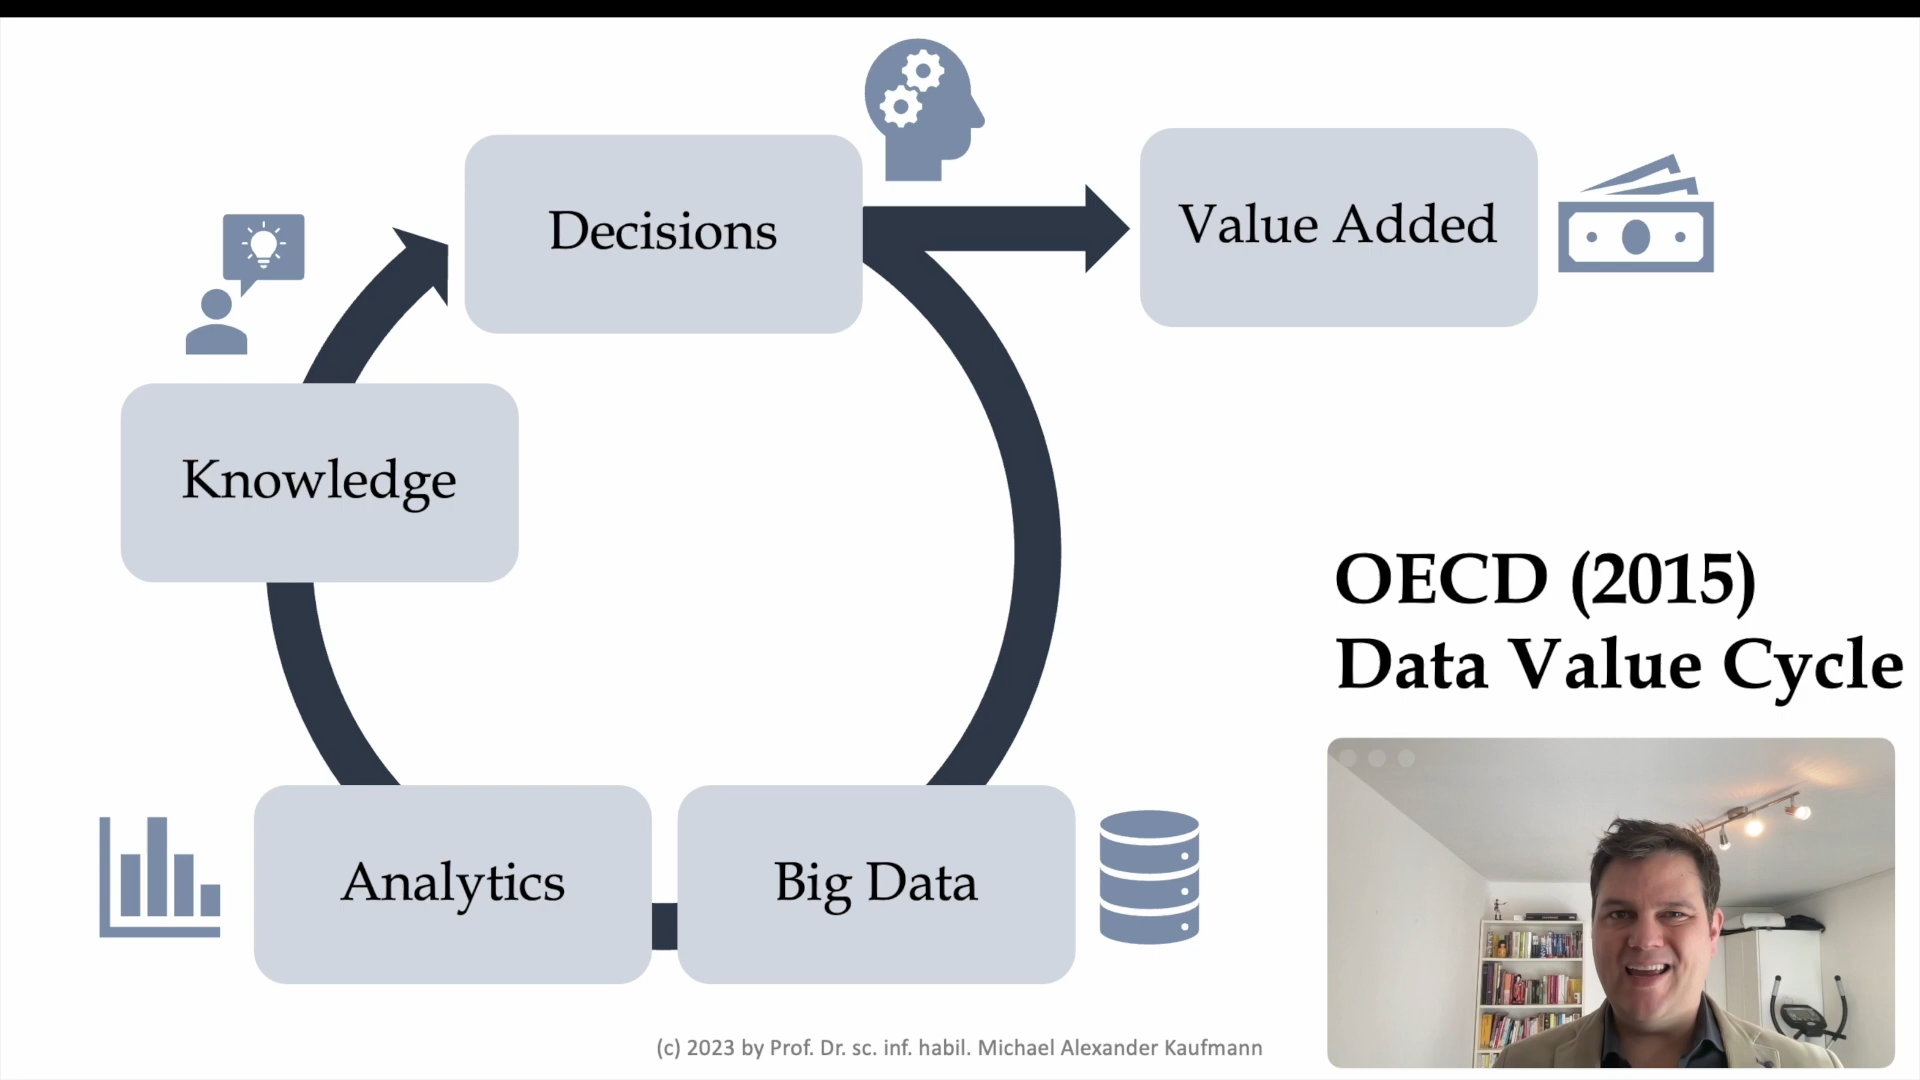 Decisions
Value Added
Knowledge
OECD (2015)
Data Value Cycle
Analytics
Big Data
(c) 2023 by Prof. Dr. sc. inf. habil. Michael Alexander Kaufmann